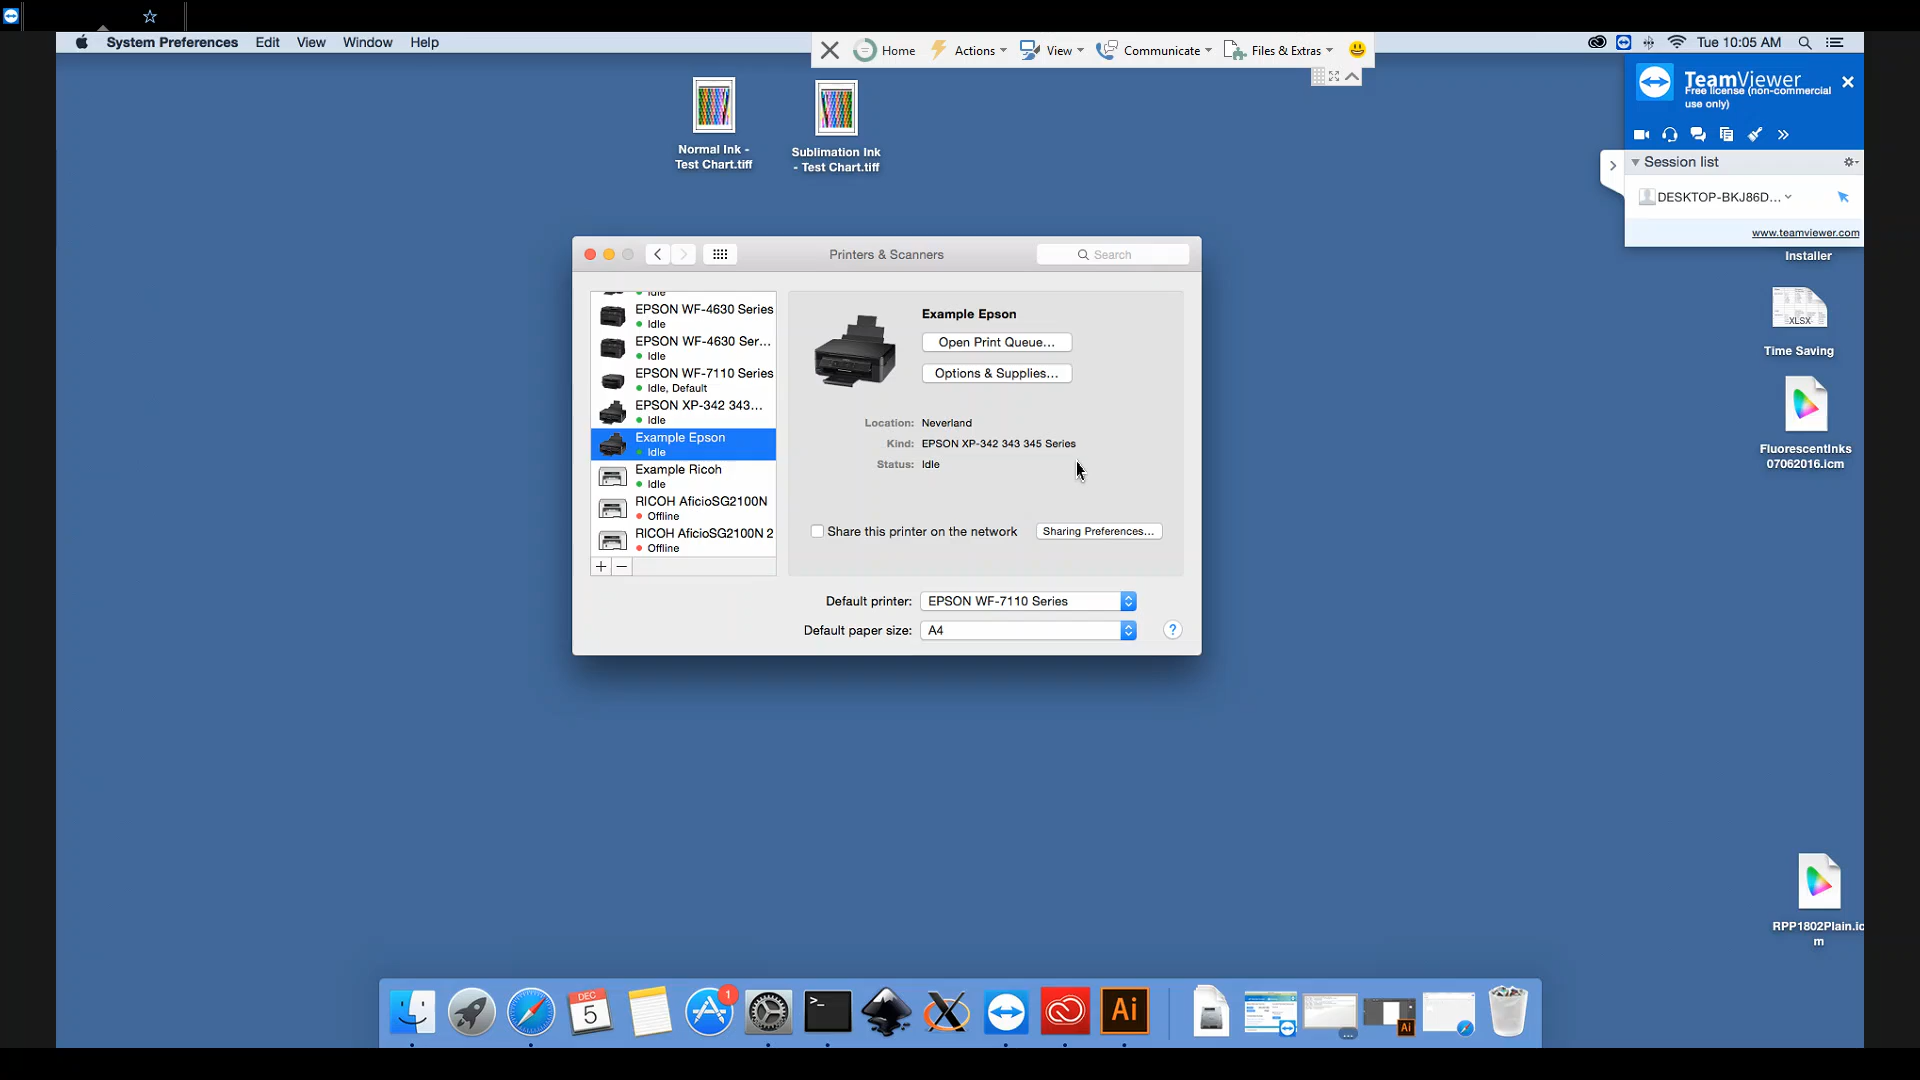 System Preferences Edit View Window Help
Home Actions View Communicate Files & Extras
Tue 10:05 AM
TeamViewer
Free license (non-commercial
use only)
Session list
DESKTOP-BKJ86D...
www.teamviewer.com
Normal Ink -
Test Chart.tiff
Sublimation Ink
- Test Chart.tiff
Installer
XLSX
Time Saving
FluorescentInks
07062016.icm
RPP1802Plain.ic
m
Printers & Scanners
Search
Idle
EPSON WF-4630 Series
Idle
EPSON WF-4630 Ser...
Idle
EPSON WF-7110 Series
Idle, Default
EPSON XP-342 343...
Idle
Example Epson
Idle
Example Ricoh
Idle
RICOH AficioSG2100N
Offline
RICOH AficioSG2100N 2
Offline
Example Epson
Open Print Queue...
Options & Supplies...
Location: Neverland
Kind: EPSON XP-342 343 345 Series
Status: Idle
Share this printer on the network
Sharing Preferences...
Default printer: EPSON WF-7110 Series
Default paper size: A4
?
DEC
5
1
>_
Ai
Ai